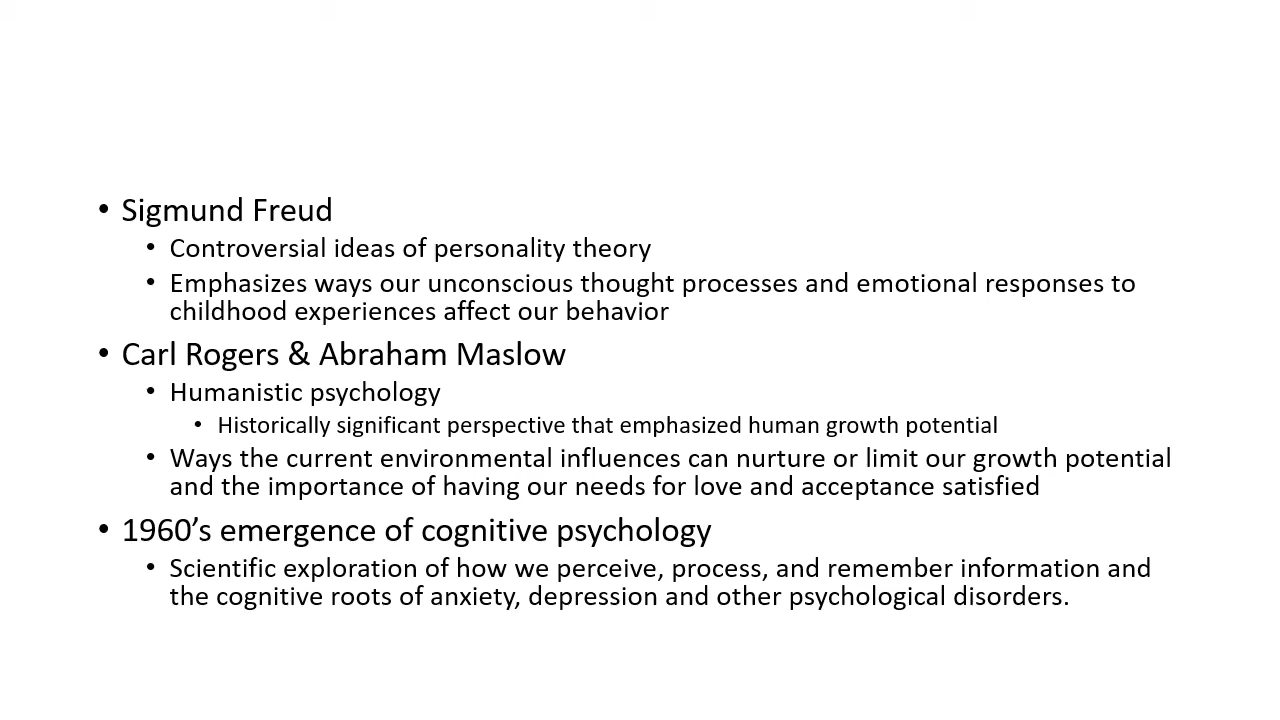 • Sigmund Freud
• Controversial ideas of personality theory
• Emphasizes ways our unconscious thought processes and emotional responses to
childhood experiences affect our behavior
• Carl Rogers & Abraham Maslow
• Humanistic psychology
• Historically significant perspective that emphasized human growth potential
• Ways the current environmental influences can nurture or limit our growth potential
and the importance of having our needs for love and acceptance satisfied
• 1960’s emergence of cognitive psychology
• Scientific exploration of how we perceive, process, and remember information and
the cognitive roots of anxiety, depression and other psychological disorders.